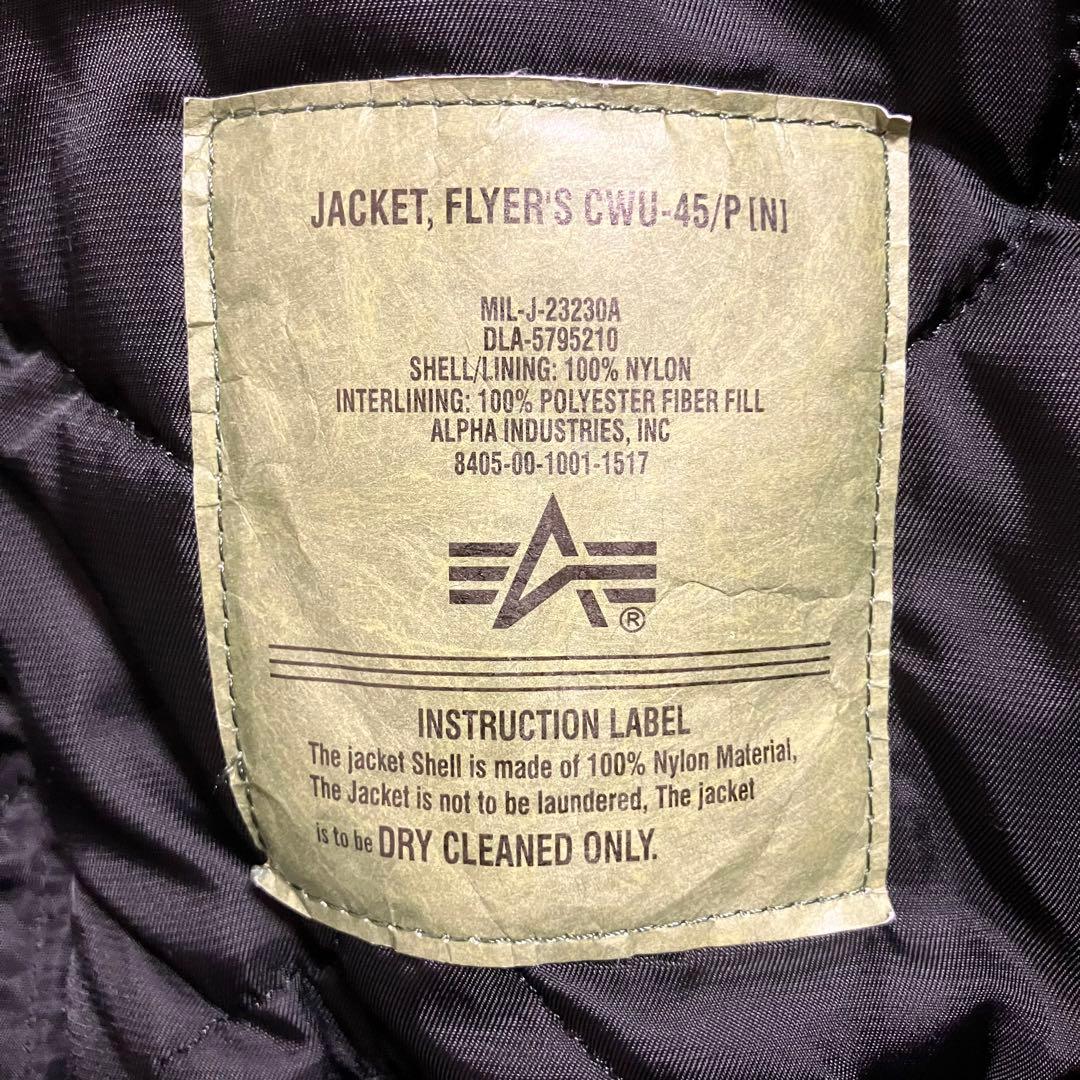 JACKET, FLYER'S CWU-45/P [N]
MIL-J-23230A
DLA-5795210
SHELL/LINING: 100% NYLON
INTERLINING: 100% POLYESTER FIBER FILL
ALPHA INDUSTRIES, INC
8405-00-1001-1517
®
INSTRUCTION LABEL
The jacket Shell is made of 100% Nylon Material,
The Jacket is not to be laundered, The jacket
is to be DRY CLEANED ONLY.